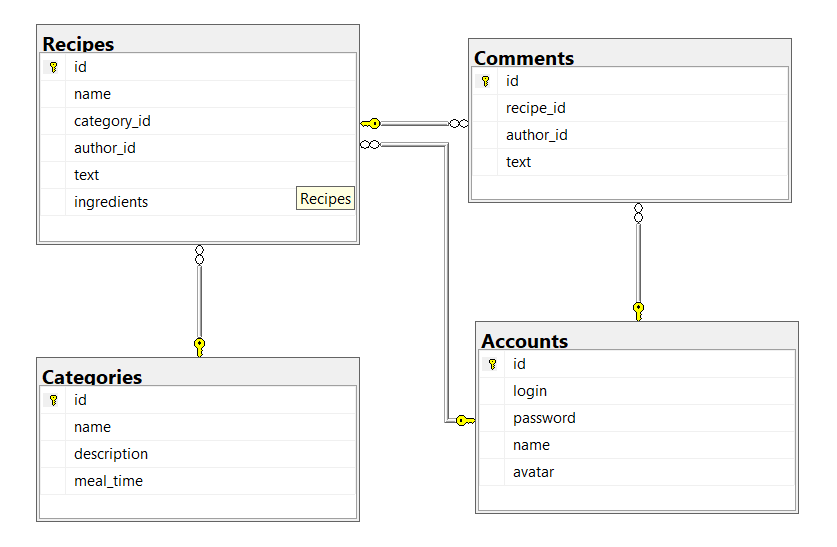 Recipes
id
name
category_id
author_id
text
ingredients
Recipes
Comments
id
recipe_id
author_id
text
Categories
id
name
description
meal_time
Accounts
id
login
password
name
avatar